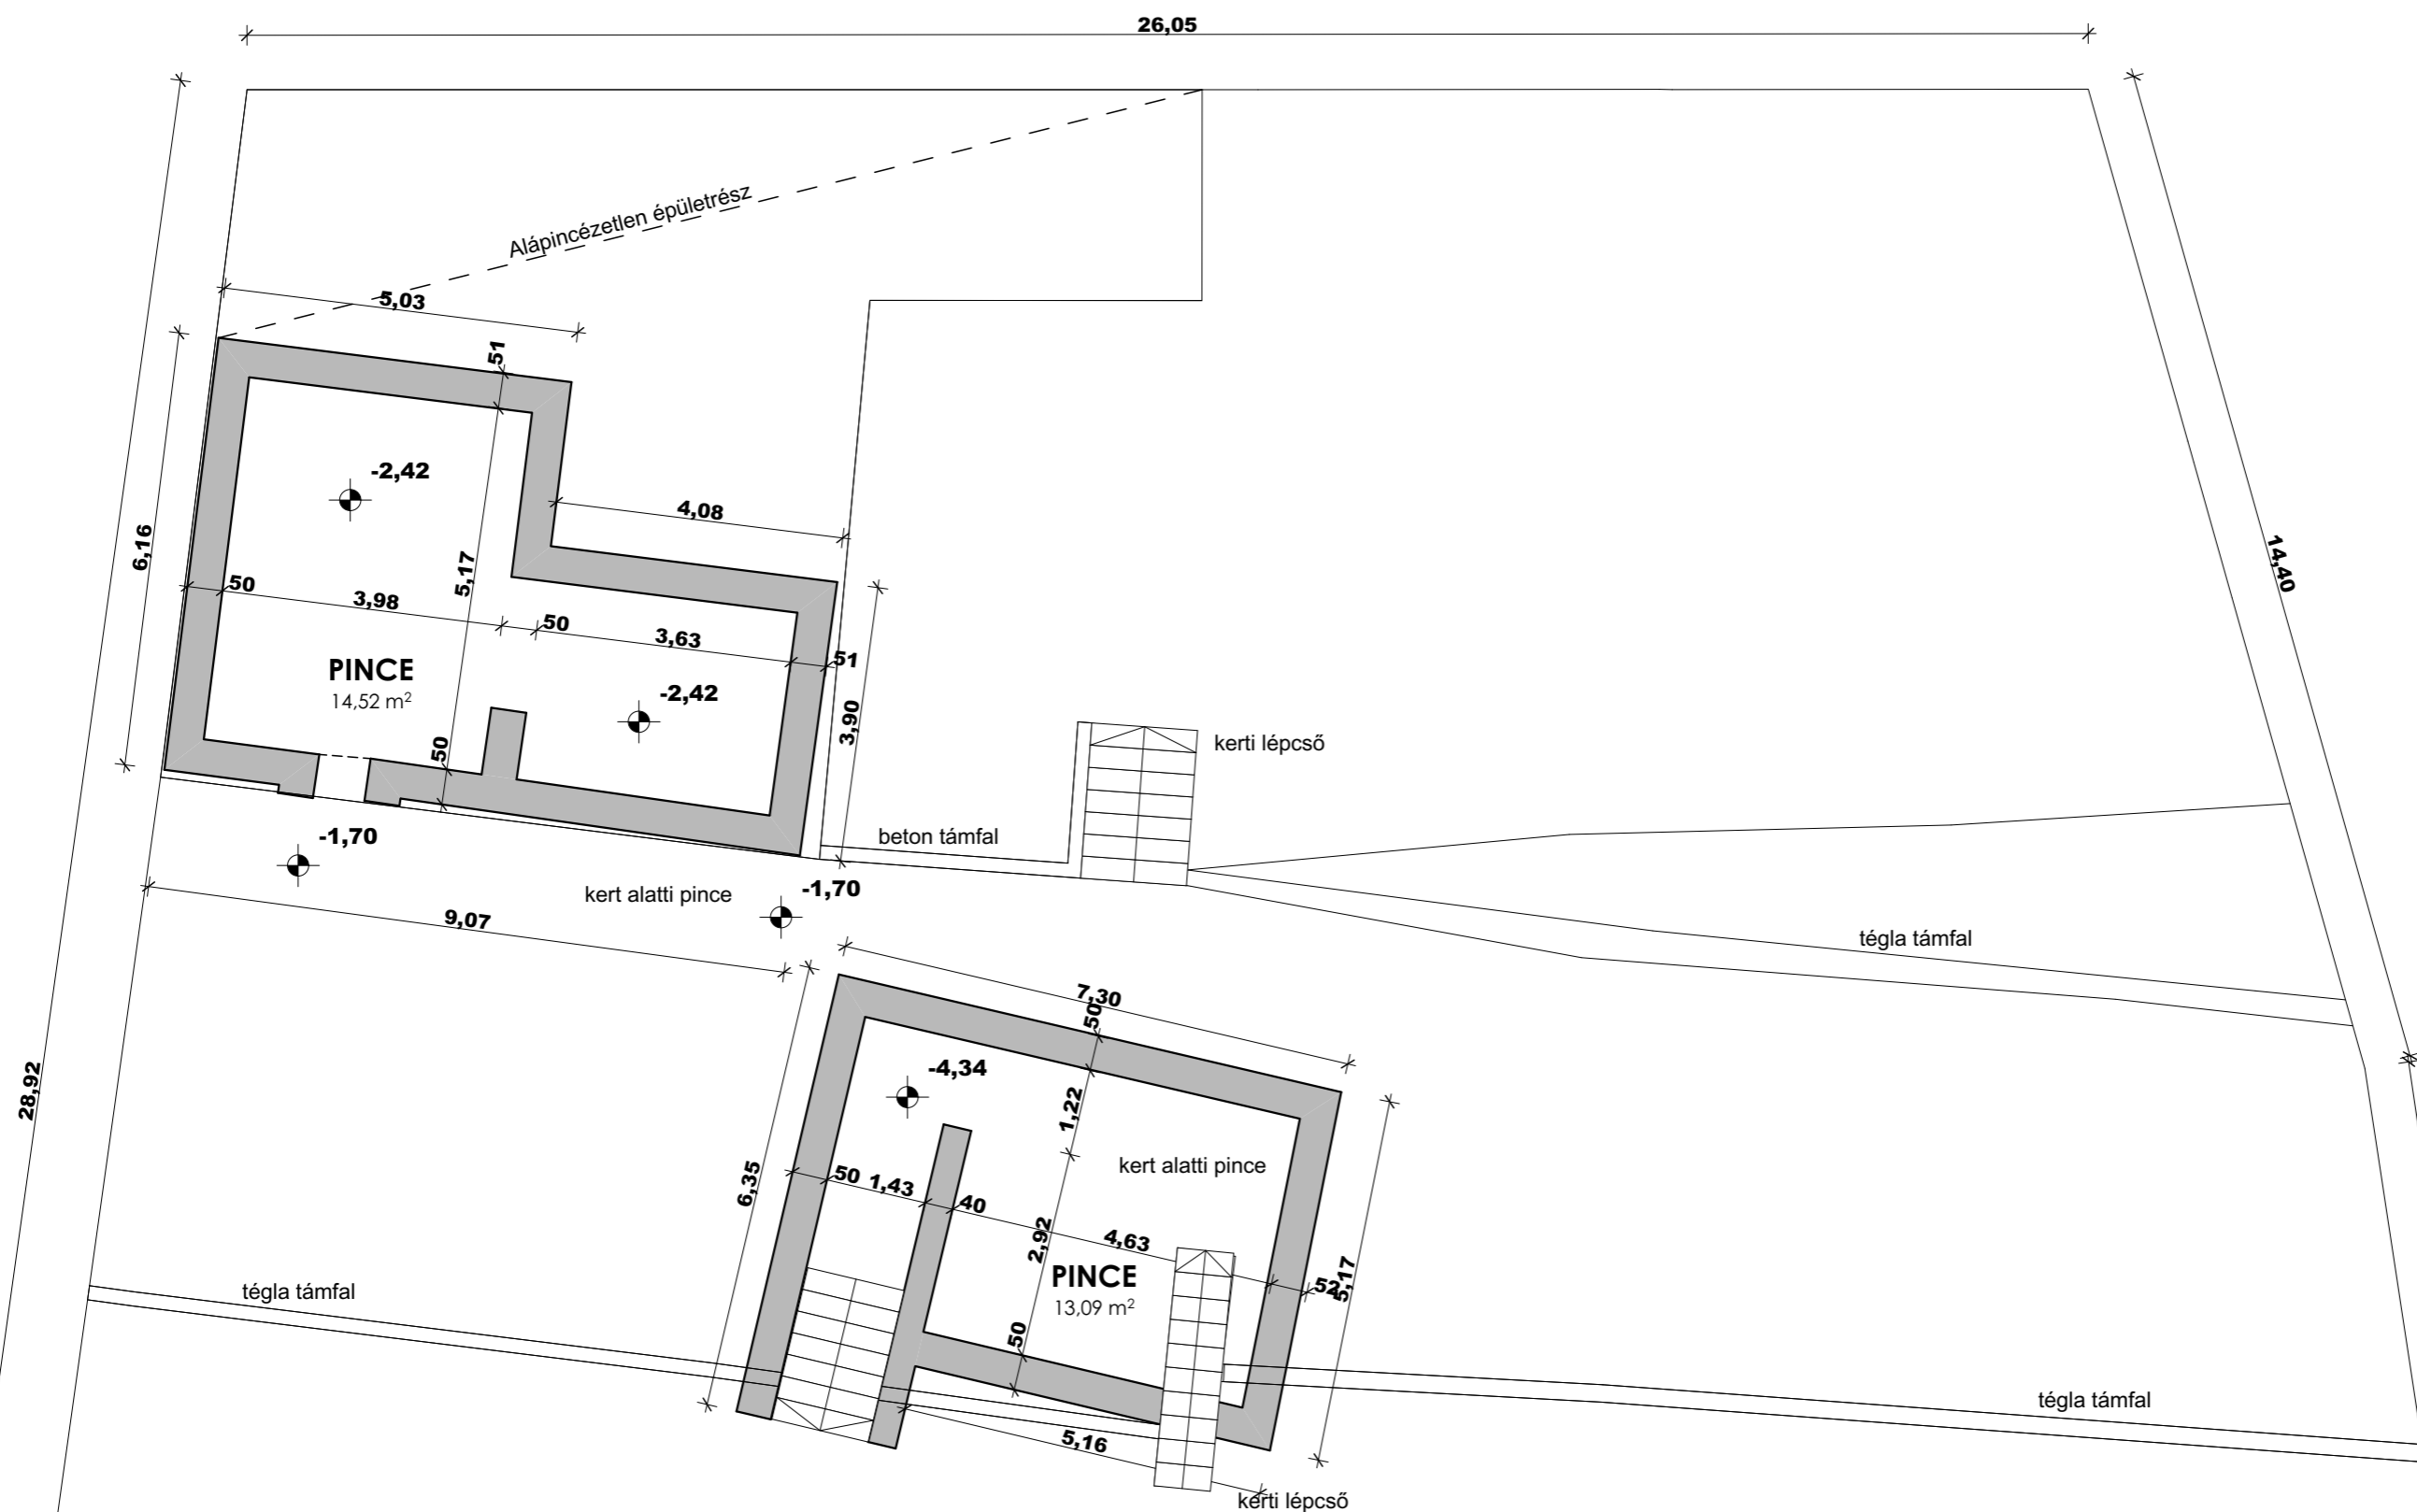 26,05
Alápincézetlen épületrész
5,03
51
-2,42
4,08
6,16
5,17
14,40
50
3,98
50
3,63
51
PINCE
14,52 m²
-2,42
3,90
50
kerti lépcső
-1,70
beton támfal
kert alatti pince
-1,70
9,07
tégla támfal
7,30
50
-4,34
28,92
1,22
kert alatti pince
6,35
50
1,43
40
2,92
4,63
PINCE
13,09 m²
52
5,17
tégla támfal
50
tégla támfal
5,16
kerti lépcső